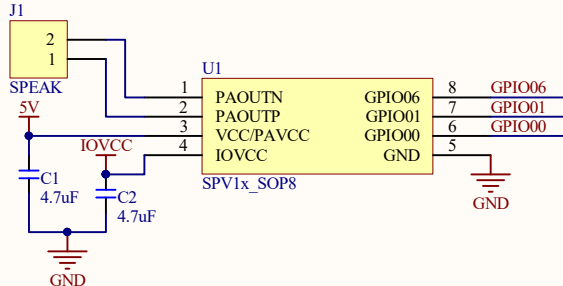 J1
2
1
SPEAK
U1
1 PAOUTN GPIO06 8 GPIO06
2 PAOUTP GPIO01 7 GPIO01
3 VCC/PAVCC GPIO00 6 GPIO00
4 IOVCC GND 5
SPV1x_SOP8
5V
IOVCC
C1
4.7uF
C2
4.7uF
GND
GND